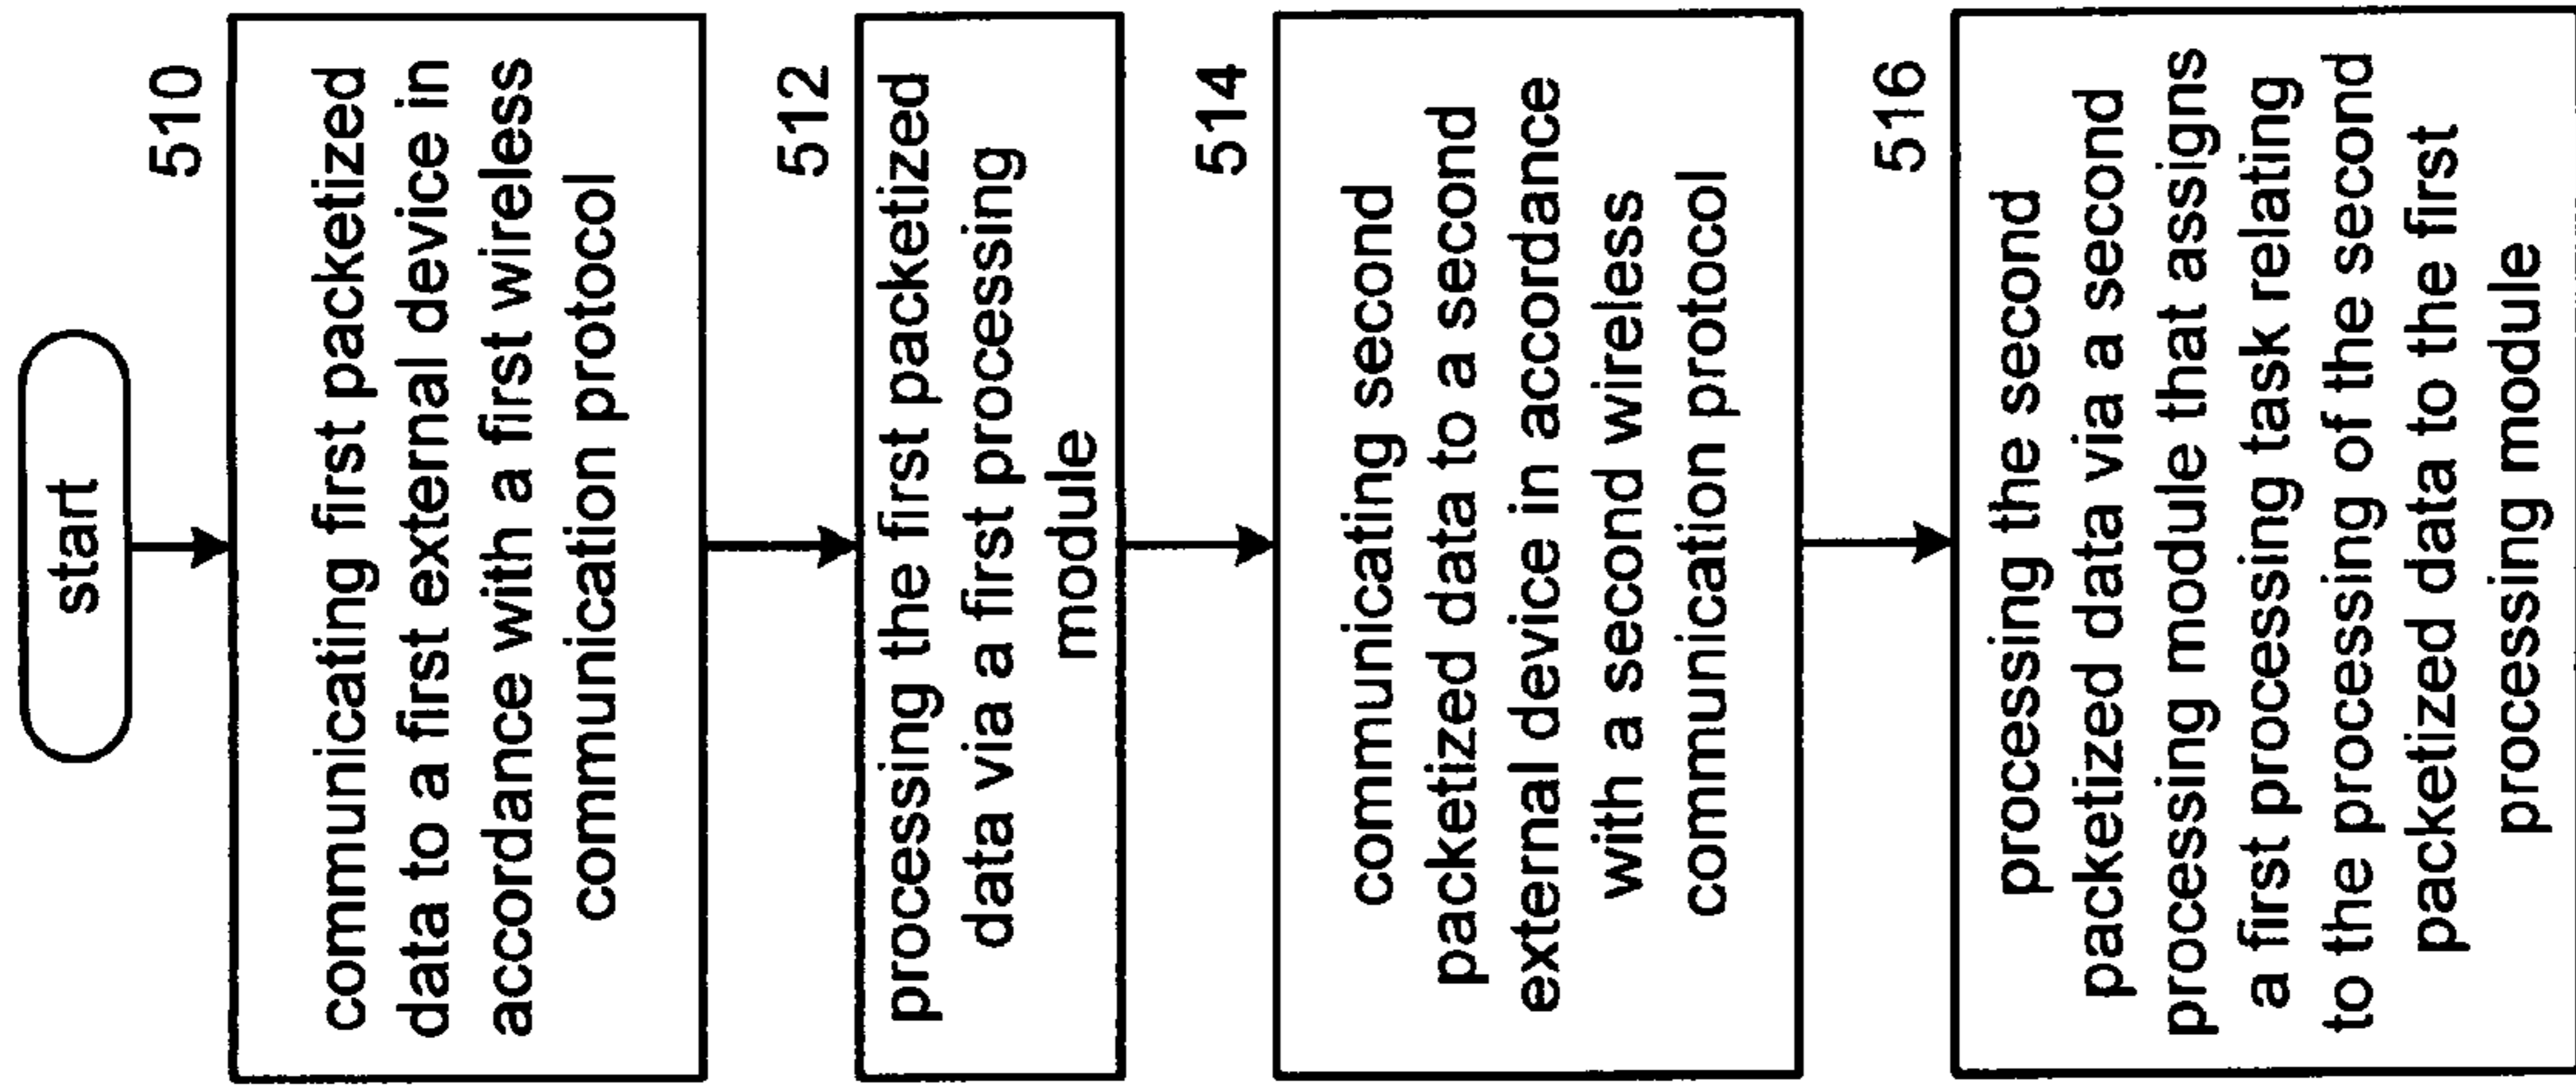 start
510
communicating first packetized
data to a first external device in
accordance with a first wireless
communication protocol
512
processing the first packetized
data via a first processing
module
514
communicating second
packetized data to a second
external device in accordance
with a second wireless
communication protocol
516
processing the second
packetized data via a second
processing module that assigns
a first processing task relating
to the processing of the second
packetized data to the first
processing module